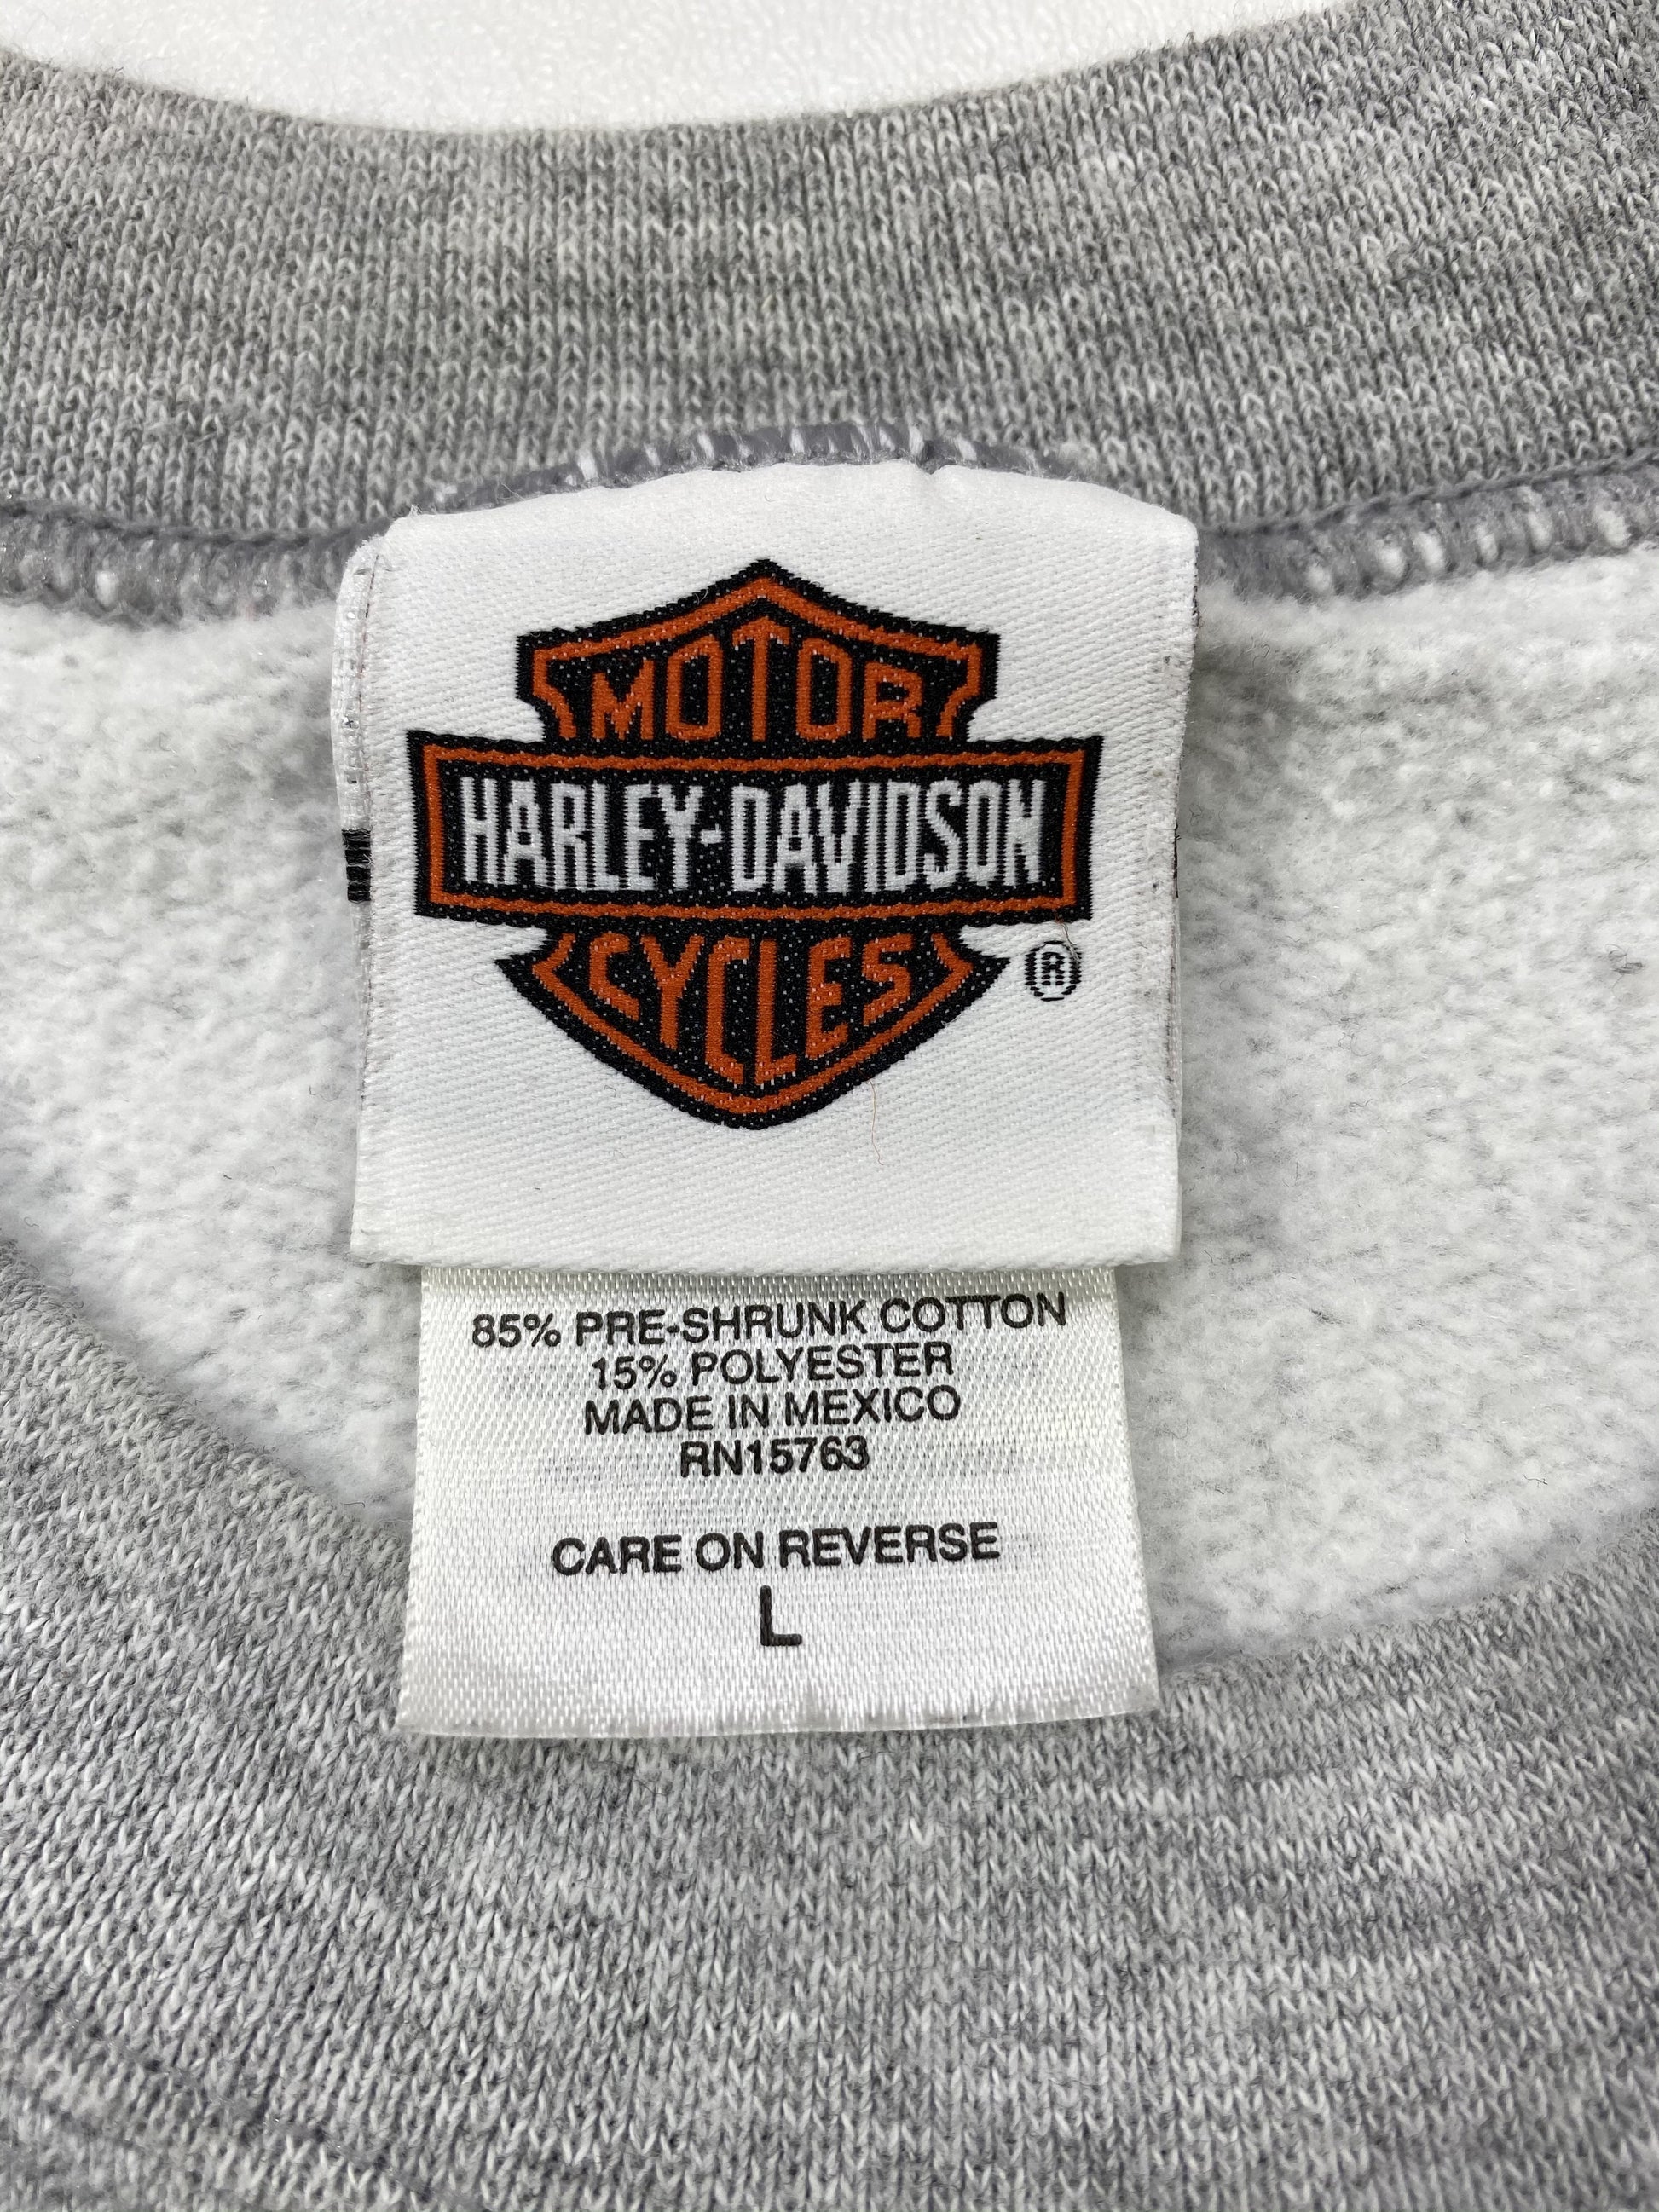 MOTOR
HARLEY-DAVIDSON
CYCLES
®
85% PRE-SHRUNK COTTON
15% POLYESTER
MADE IN MEXICO
RN15763
CARE ON REVERSE
L